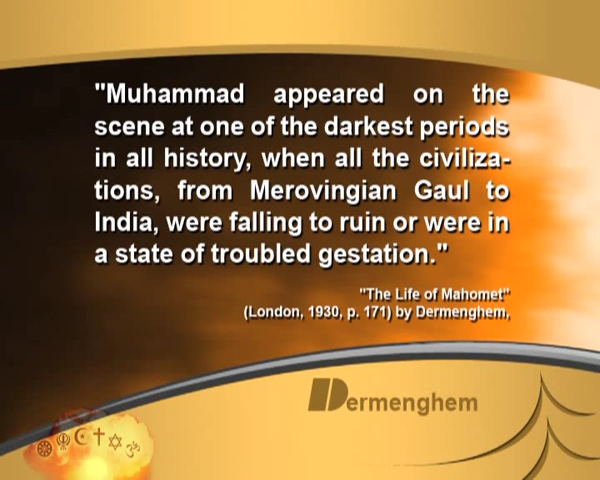 "Muhammad appeared on the
scene at one of the darkest periods
in all history, when all the civiliza-
tions, from Merovingian Gaul to
India, were falling to ruin or were in
a state of troubled gestation."
"The Life of Mahomet"
(London, 1930, p. 171) by Dermenghem,
Dermenghem